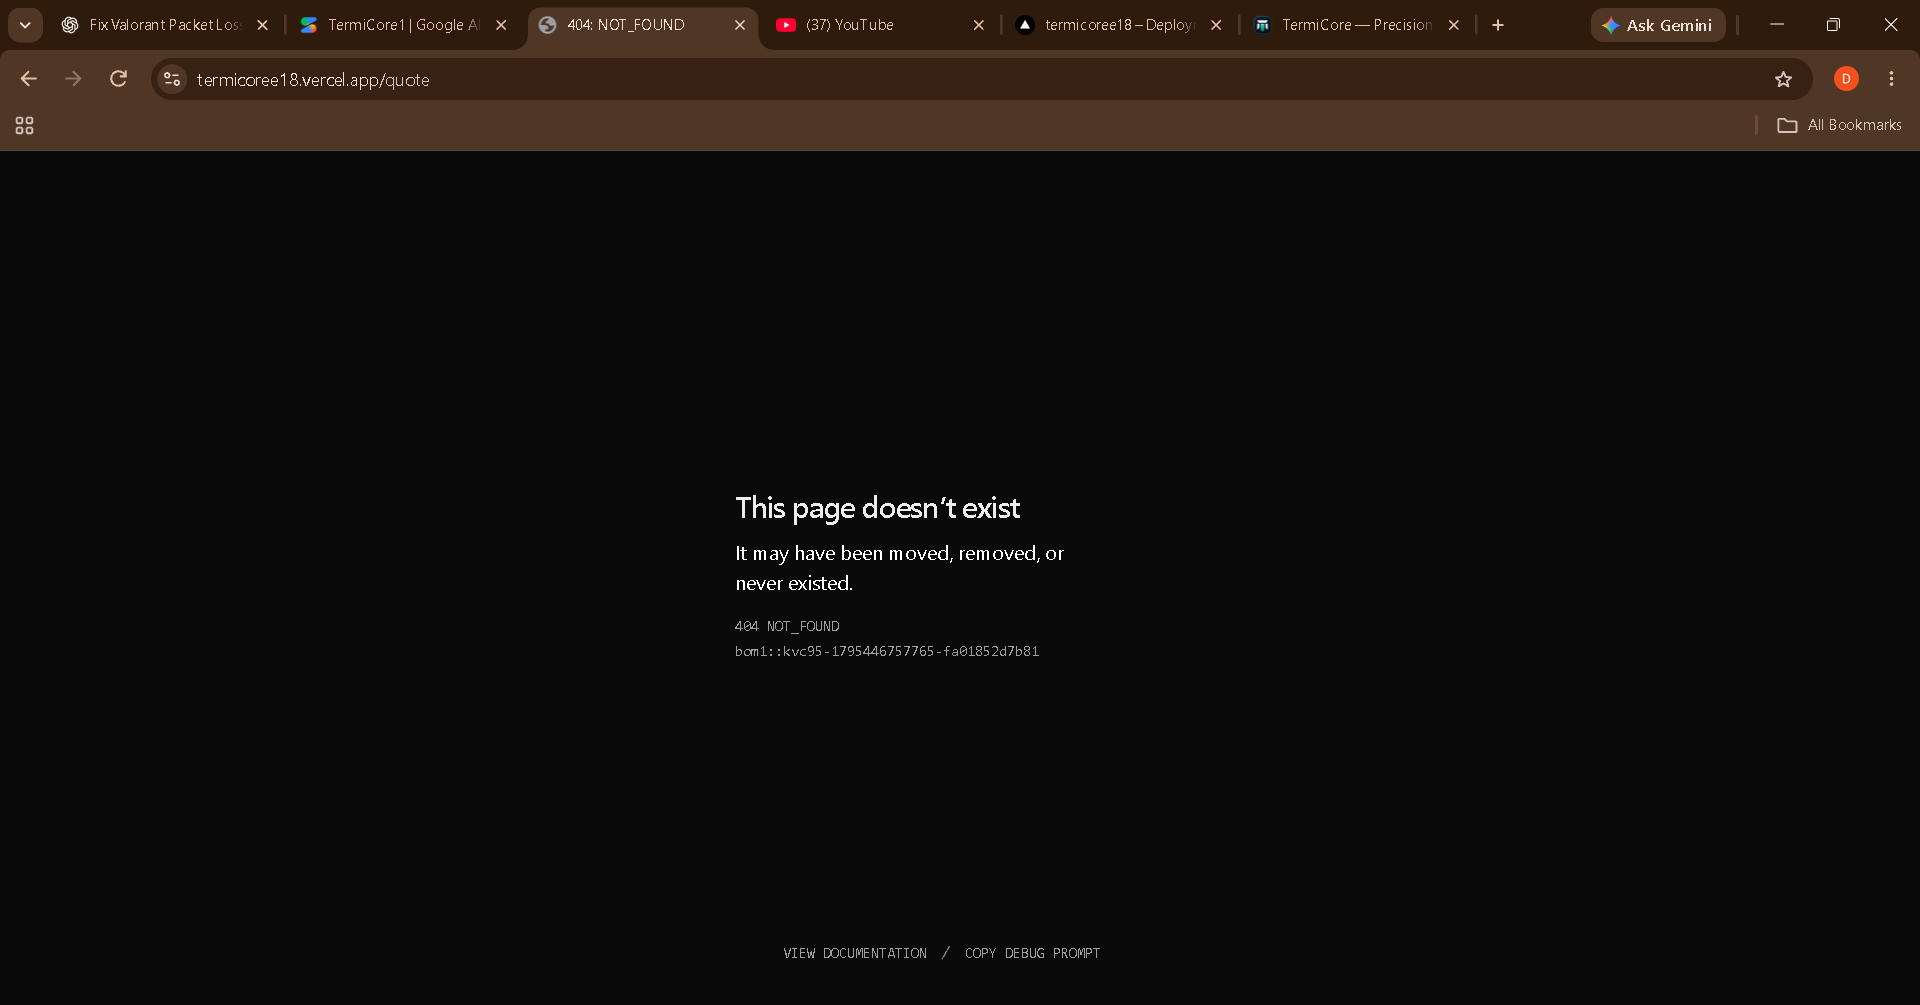 Fix Valorant Packet Los
TermiCore1 | Google AI
404: NOT_FOUND
(37) YouTube
termicoree18 – Deploy
TermiCore — Precision
Ask Gemini
termicoree18.vercel.app/quote
D
All Bookmarks
This page doesn't exist
It may have been moved, removed, or
never existed.
404 NOT_FOUND
bom1::kvc95-1795446757765-fa01852d7b81
VIEW DOCUMENTATION / COPY DEBUG PROMPT